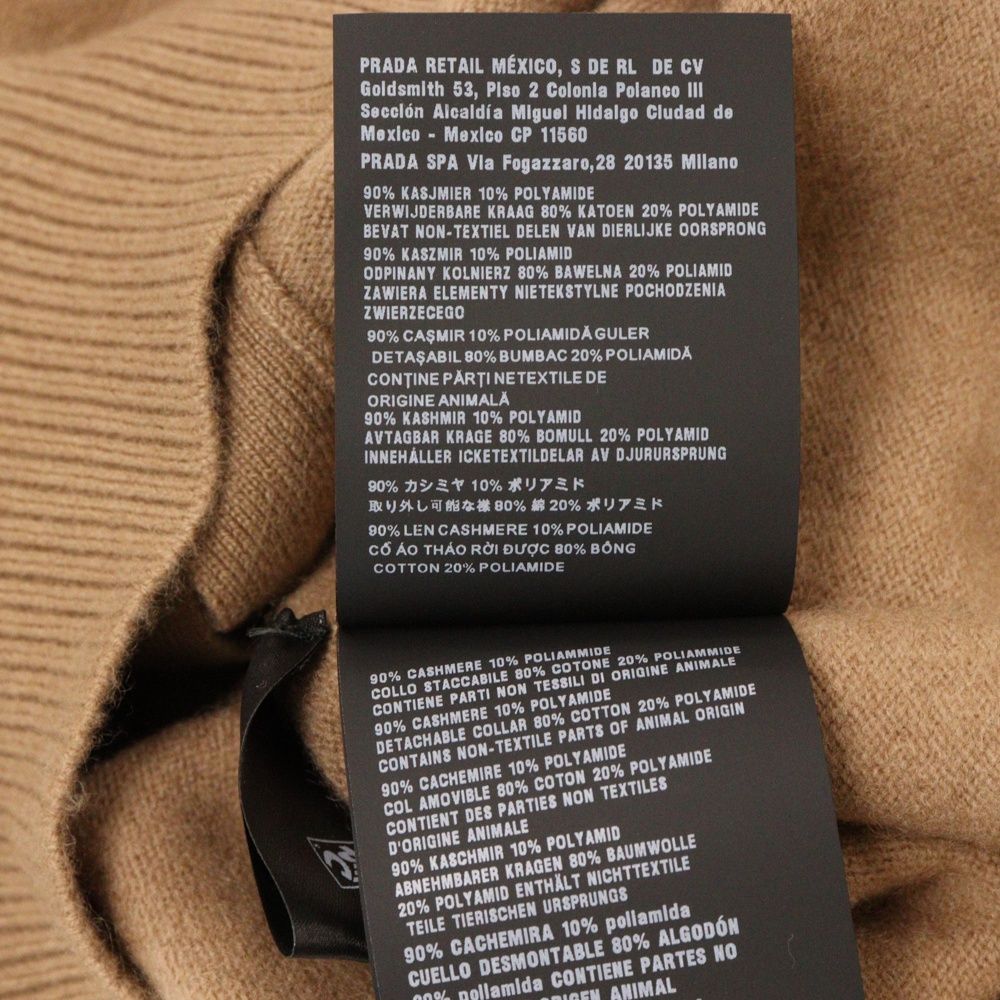 PRADA RETAIL MÉXICO, S DE RL DE CV
Goldsmith 53, Piso 2 Colonia Polanco III
Sección Alcaldía Miguel Hidalgo Ciudad de
Mexico - Mexico CP 11560
PRADA SPA Via Fogazzaro,28 20135 Milano
90% KASJMIER 10% POLYAMIDE
VERWIJDERBARE KRAAG 80% KATOEN 20% POLYAMIDE
BEVAT NON-TEXTIEL DELEN VAN DIERLIJKE OORSPRONG
90% KASZMIR 10% POLIAMID
ODPINANY KOLNIERZ 80% BAWELNA 20% POLIAMID
ZAWIERA ELEMENTY NIETEKSTYLNE POCHODZENIA
ZWIERZECEGO
90% CAȘMIR 10% POLIAMIDĂ GULER
DETAȘABIL 80% BUMBAC 20% POLIAMIDĂ
CONȚINE PĂRȚI NETEXTILE DE
ORIGINE ANIMALĂ
90% KASHMIR 10% POLYAMID
AVTAGBAR KRAGE 80% BOMULL 20% POLYAMID
INNEHÅLLER ICKETEXTILDELAR AV DJURURSPRUNG
90% カシミヤ 10% ポリアミド
取り外し可能な襟 80% 綿 20% ポリアミド
90% LEN CASHMERE 10% POLIAMIDE
CỔ ÁO THÁO RỜI ĐƯỢC 80% BÔNG
COTTON 20% POLIAMIDE
90% CASHMERE 10% POLIAMMIDE
COLLO STACCABILE 80% COTONE 20% POLIAMMIDE
CONTIENE PARTI NON TESSILI DI ORIGINE ANIMALE
90% CASHMERE 10% POLYAMIDE
DETACHABLE COLLAR 80% COTTON 20% POLYAMIDE
CONTAINS NON-TEXTILE PARTS OF ANIMAL ORIGIN
90% CACHEMIRE 10% POLYAMIDE
COL AMOVIBLE 80% COTON 20% POLYAMIDE
CONTIENT DES PARTIES NON TEXTILES
D'ORIGINE ANIMALE
90% KASCHMIR 10% POLYAMID
ABNEHMBARER KRAGEN 80% BAUMWOLLE
20% POLYAMID ENTHÄLT NICHTTEXTILE
TEILE TIERISCHEN URSPRUNGS
90% CACHEMIRA 10% poliamida
CUELLO DESMONTABLE 80% ALGODÓN
20% poliamida CONTIENE PARTES NO
ORIGEN ANIMAL